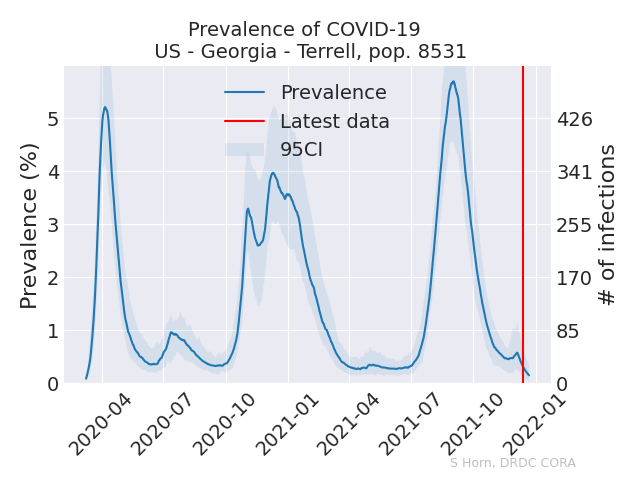 Prevalence of COVID-19
US - Georgia - Terrell, pop. 8531
Prevalence
Latest data
95CI
Prevalence (%)
5
4
3
2
1
0
426
341
255
170
85
0
# of infections
2020-04
2020-07
2020-10
2021-01
2021-04
2021-07
2021-10
2022-01
S Horn, DRDC CORA